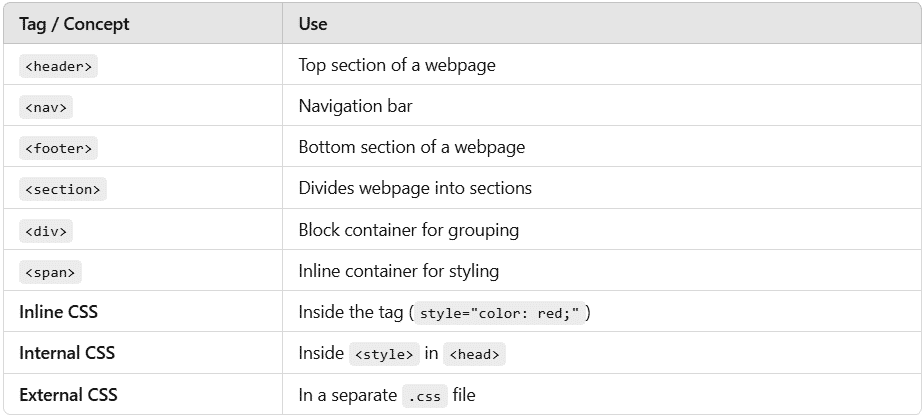 Tag / Concept Use
<header> Top section of a webpage
<nav> Navigation bar
<footer> Bottom section of a webpage
<section> Divides webpage into sections
<div> Block container for grouping
<span> Inline container for styling
Inline CSS Inside the tag ( style="color: red;" )
Internal CSS Inside <style> in <head>
External CSS In a separate .css file